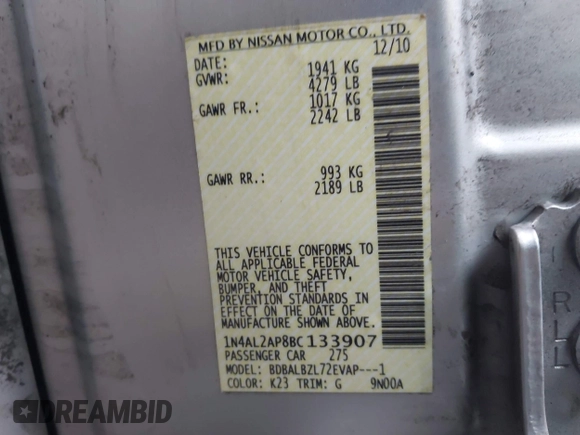 MFD BY NISSAN MOTOR CO., LTD.
DATE: 12/10
GVWR: 1941 KG
4279 LB
GAWR FR.: 1017 KG
2242 LB
GAWR RR.: 993 KG
2189 LB
THIS VEHICLE CONFORMS TO
ALL APPLICABLE FEDERAL
MOTOR VEHICLE SAFETY,
BUMPER, AND THEFT
PREVENTION STANDARDS IN
EFFECT ON THE DATE OF
MANUFACTURE SHOWN ABOVE.
1N4AL2AP8BC133907
PASSENGER CAR 275
MODEL: BDBALBZL72EVAP---1
COLOR: K23 TRIM: G 9N00A
DREAMBID
dreambid.com